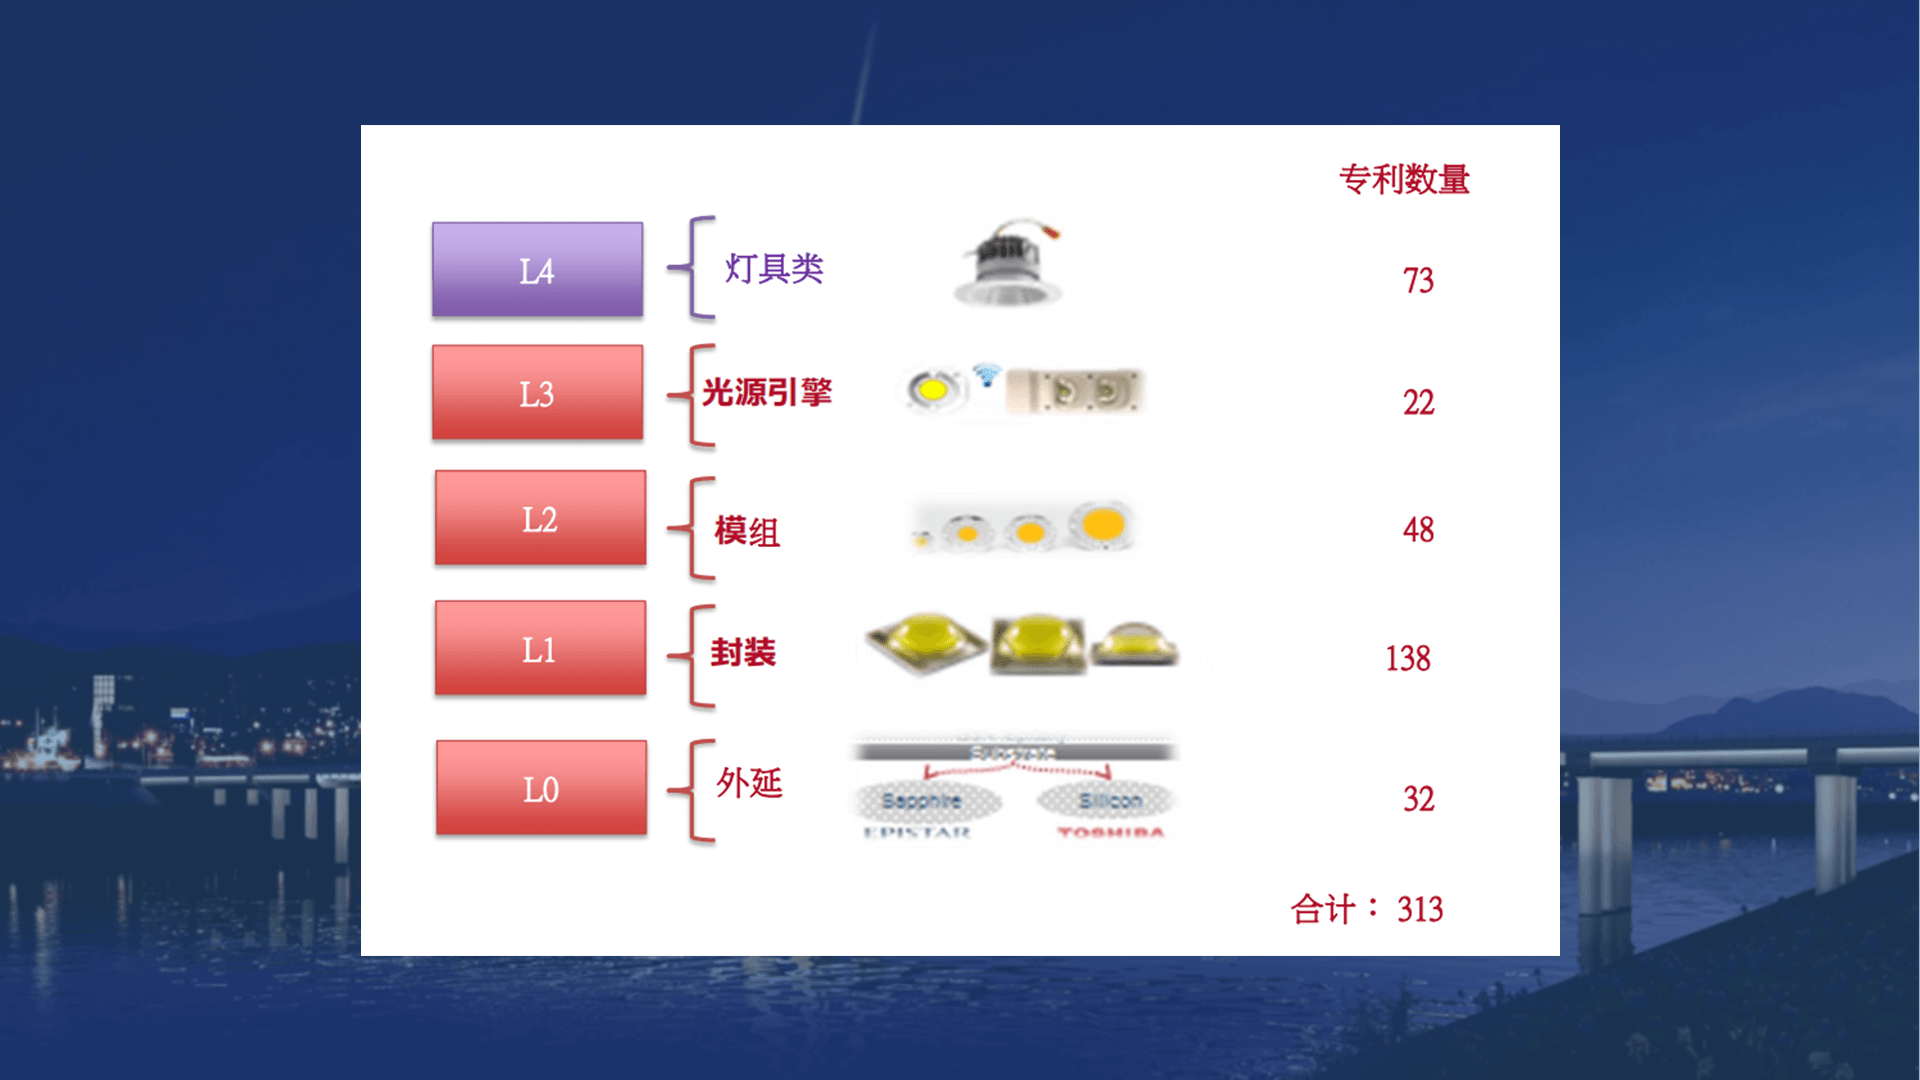 专利数量
L4 灯具类 73
L3 光源引擎 22
L2 模组 48
L1 封装 138
Substrate
Sapphire Silicon
EPISTAR TOSHIBA
L0 外延 32
合计：313